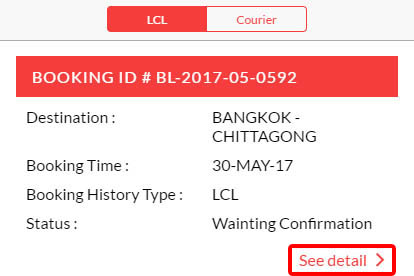 LCL Courier
BOOKING ID # BL-2017-05-0592
Destination : BANGKOK -
CHITTAGONG
Booking Time : 30-MAY-17
Booking History Type : LCL
Status : Wainting Confirmation
See detail >